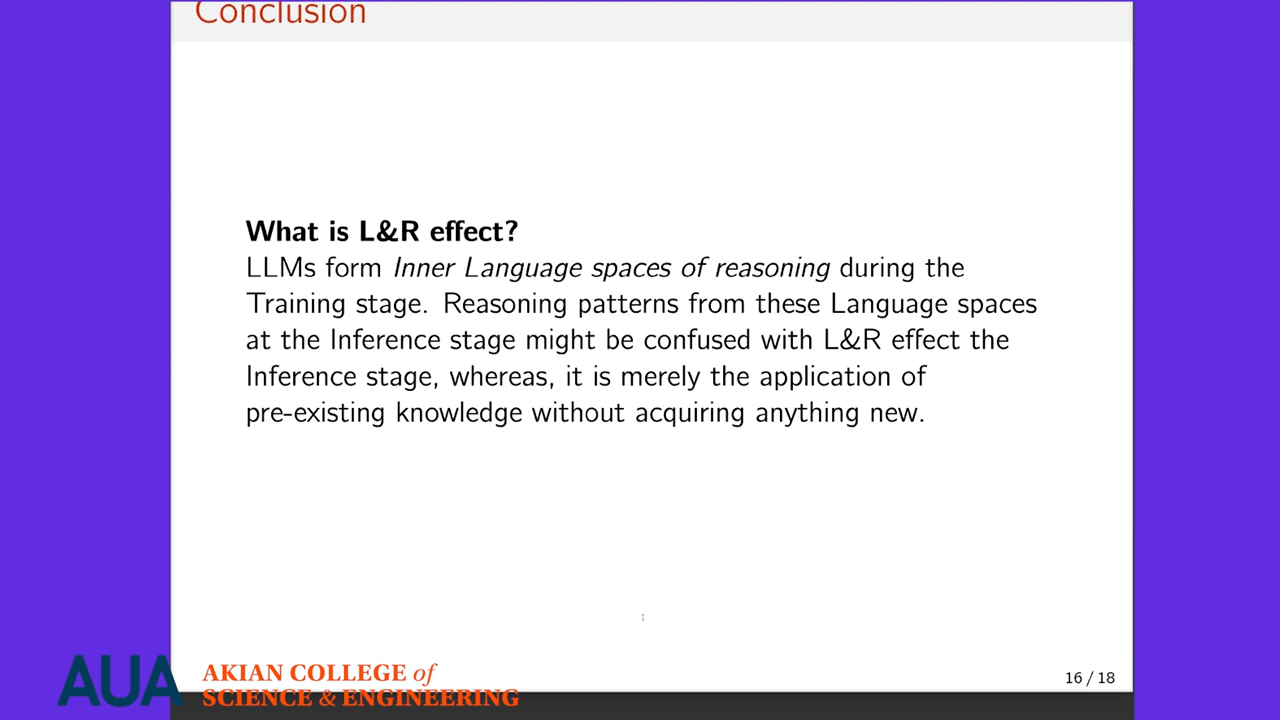 Conclusion
What is L&R effect?
LLMs form Inner Language spaces of reasoning during the
Training stage. Reasoning patterns from these Language spaces
at the Inference stage might be confused with L&R effect the
Inference stage, whereas, it is merely the application of
pre-existing knowledge without acquiring anything new.
16 / 18
AUA
AKIAN COLLEGE of
SCIENCE & ENGINEERING